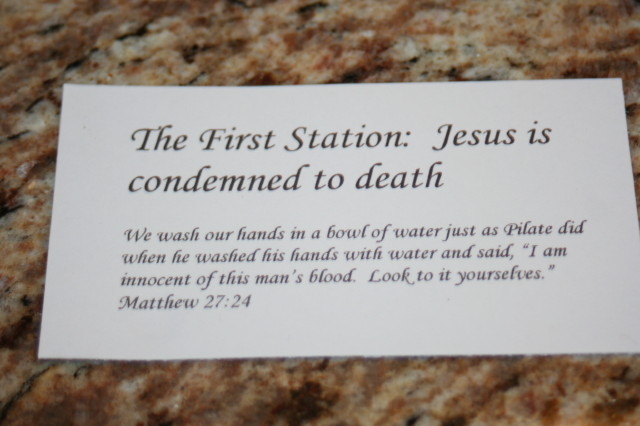 The First Station:  Jesus is
condemned to death
We wash our hands in a bowl of water just as Pilate did
when he washed his hands with water and said, “I am
innocent of this man’s blood.  Look to it yourselves.”
Matthew 27:24